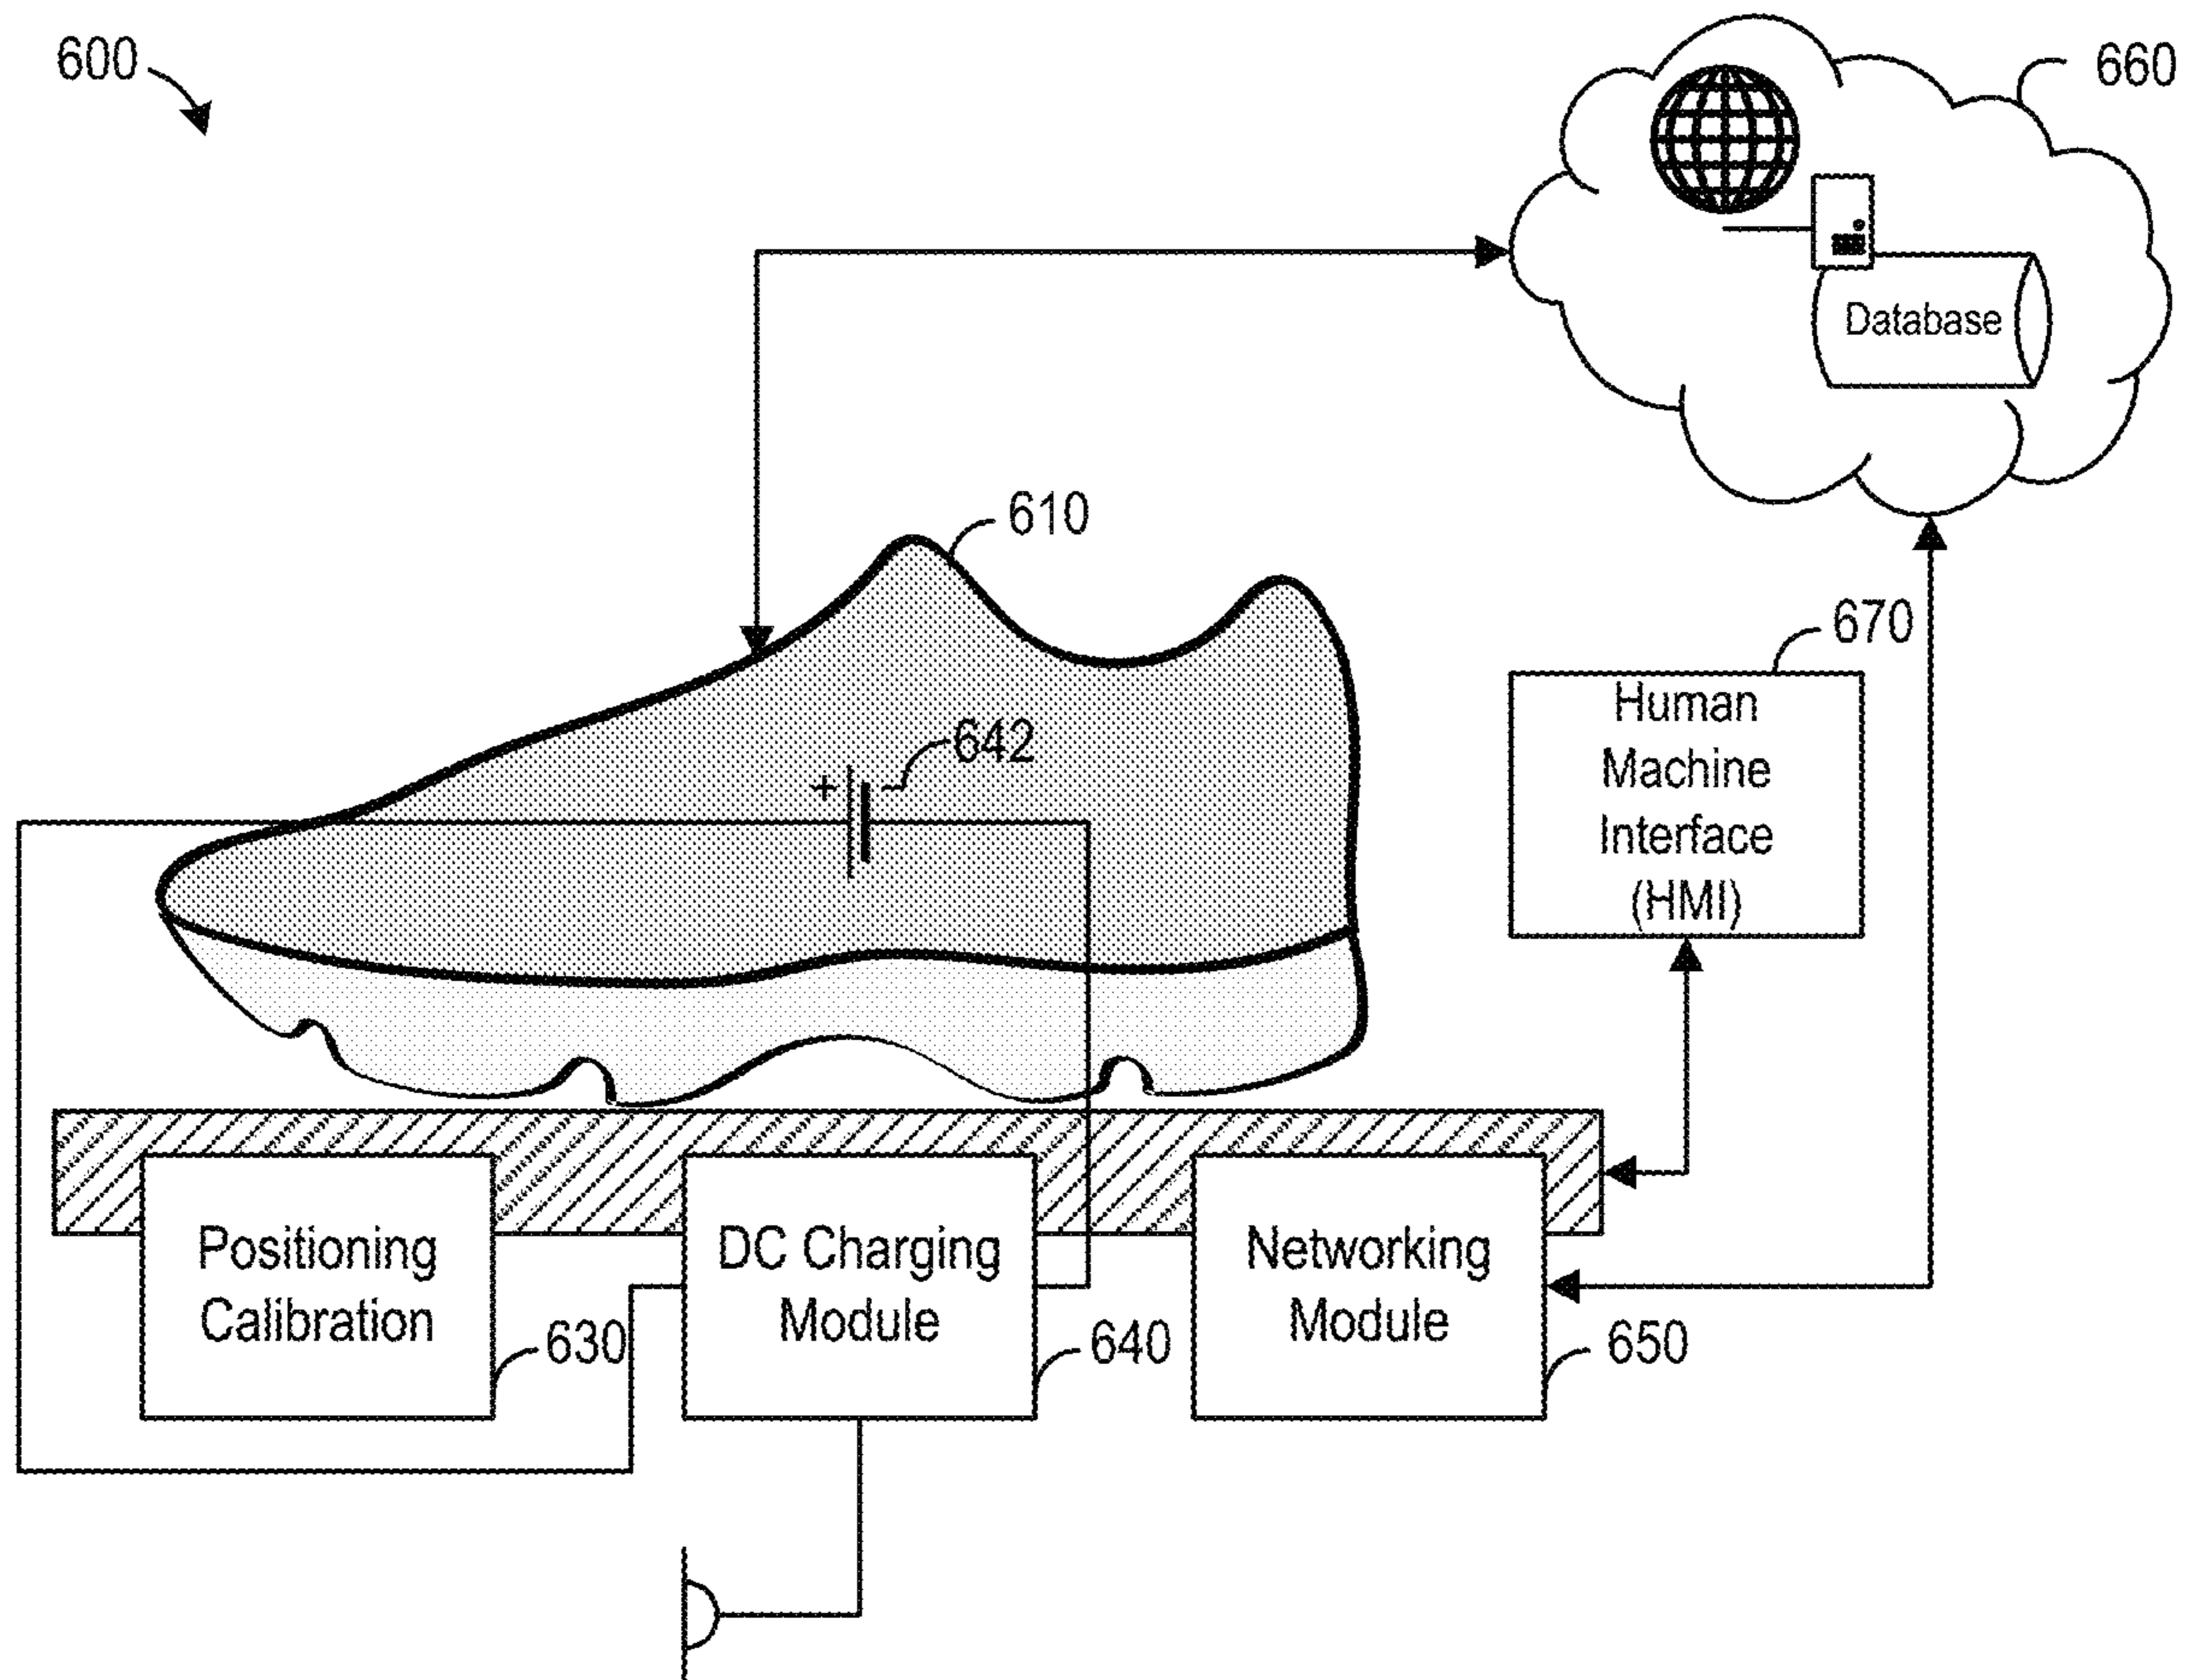 600
660
Database
610
670
Human
Machine
Interface
(HMI)
+
-642
Positioning
Calibration
630
DC Charging
Module
640
Networking
Module
650